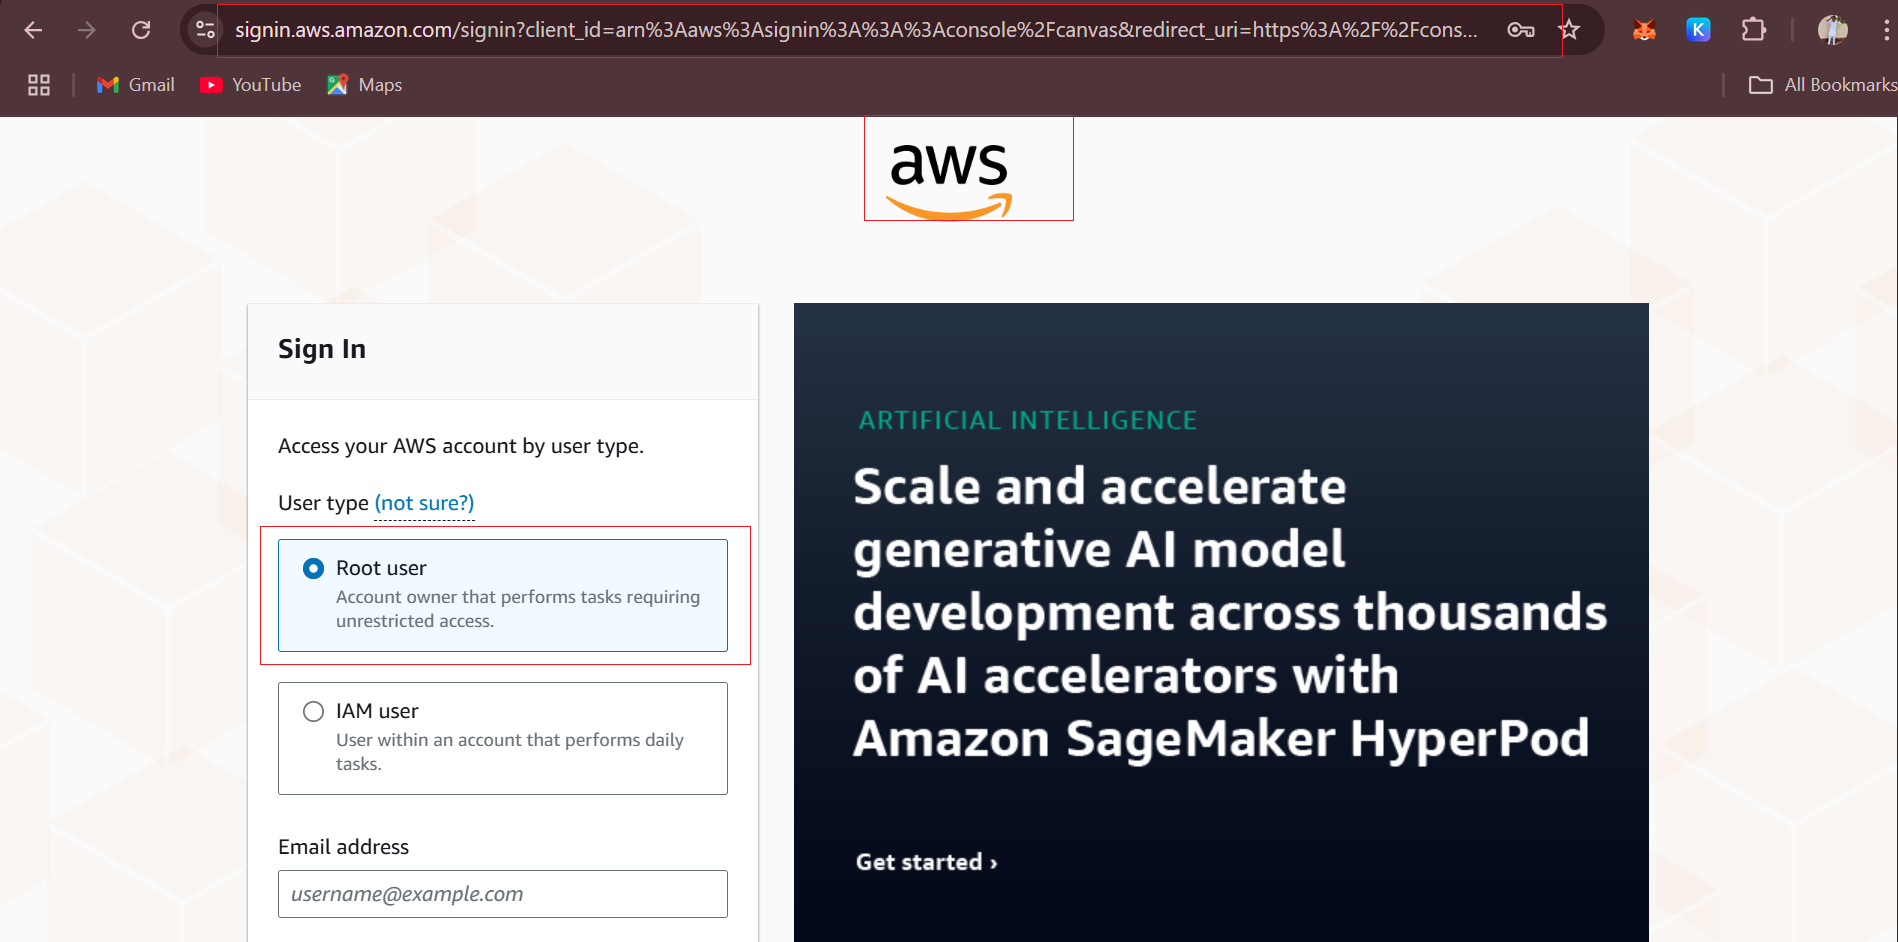 signin.aws.amazon.com/signin?client_id=arn%3Aaws%3Asignin%3A%3A%3Aconsole%2Fcanvas&redirect_uri=https%3A%2F%2Fcons...
K
Gmail
YouTube
Maps
All Bookmarks
aws
Sign In
Access your AWS account by user type.
User type (not sure?)
Root user
Account owner that performs tasks requiring
unrestricted access.
IAM user
User within an account that performs daily
tasks.
Email address
username@example.com
ARTIFICIAL INTELLIGENCE
Scale and accelerate
generative AI model
development across thousands
of AI accelerators with
Amazon SageMaker HyperPod
Get started ›